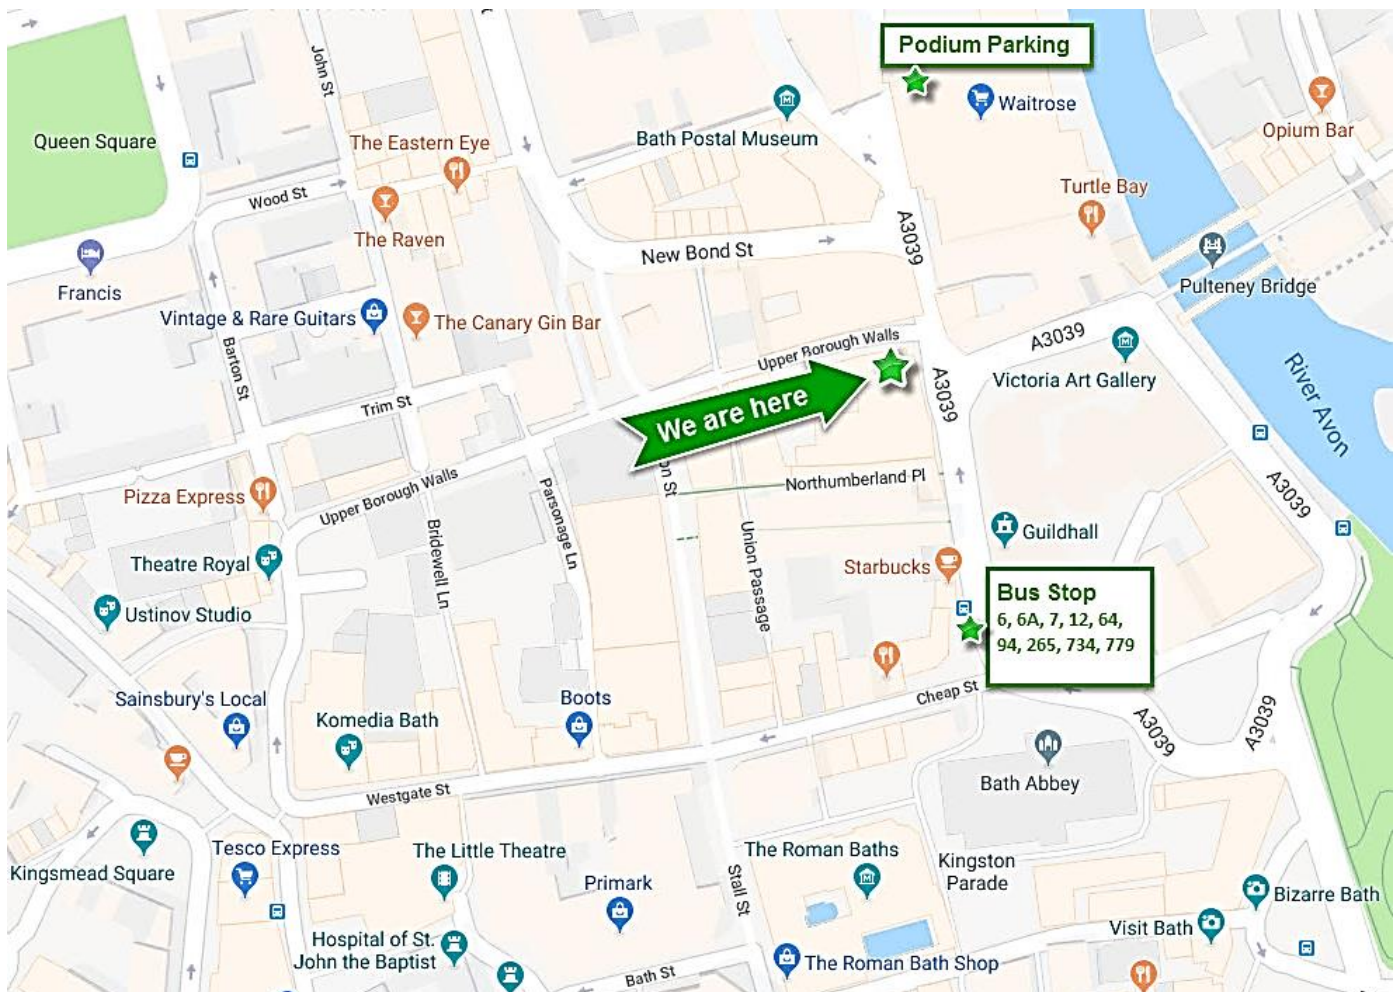 Podium Parking
John St
Waitrose
Bath Postal Museum
Opium Bar
Queen Square
The Eastern Eye
Turtle Bay
Wood St
The Raven
A3039
New Bond St
Francis
Pulteney Bridge
Vintage & Rare Guitars
The Canary Gin Bar
Upper Borough Walls
A3039
Barton St
We are here
Victoria Art Gallery
River Avon
A3039
Trim St
Pizza Express
Upper Borough Walls
on St
Northumberland Pl
A3039
Parsonage Ln
Bridewell Ln
Union Passage
Guildhall
Theatre Royal
Starbucks
Ustinov Studio
Bus Stop
6, 6A, 7, 12, 64,
94, 265, 734, 779
Sainsbury's Local
Komedia Bath
Boots
Cheap St
A3039
A3039
Westgate St
Bath Abbey
Tesco Express
The Little Theatre
The Roman Baths
Kingsmead Square
Primark
Stall St
Kingston
Parade
Bizarre Bath
Visit Bath
Hospital of St.
John the Baptist
Bath St
The Roman Bath Shop